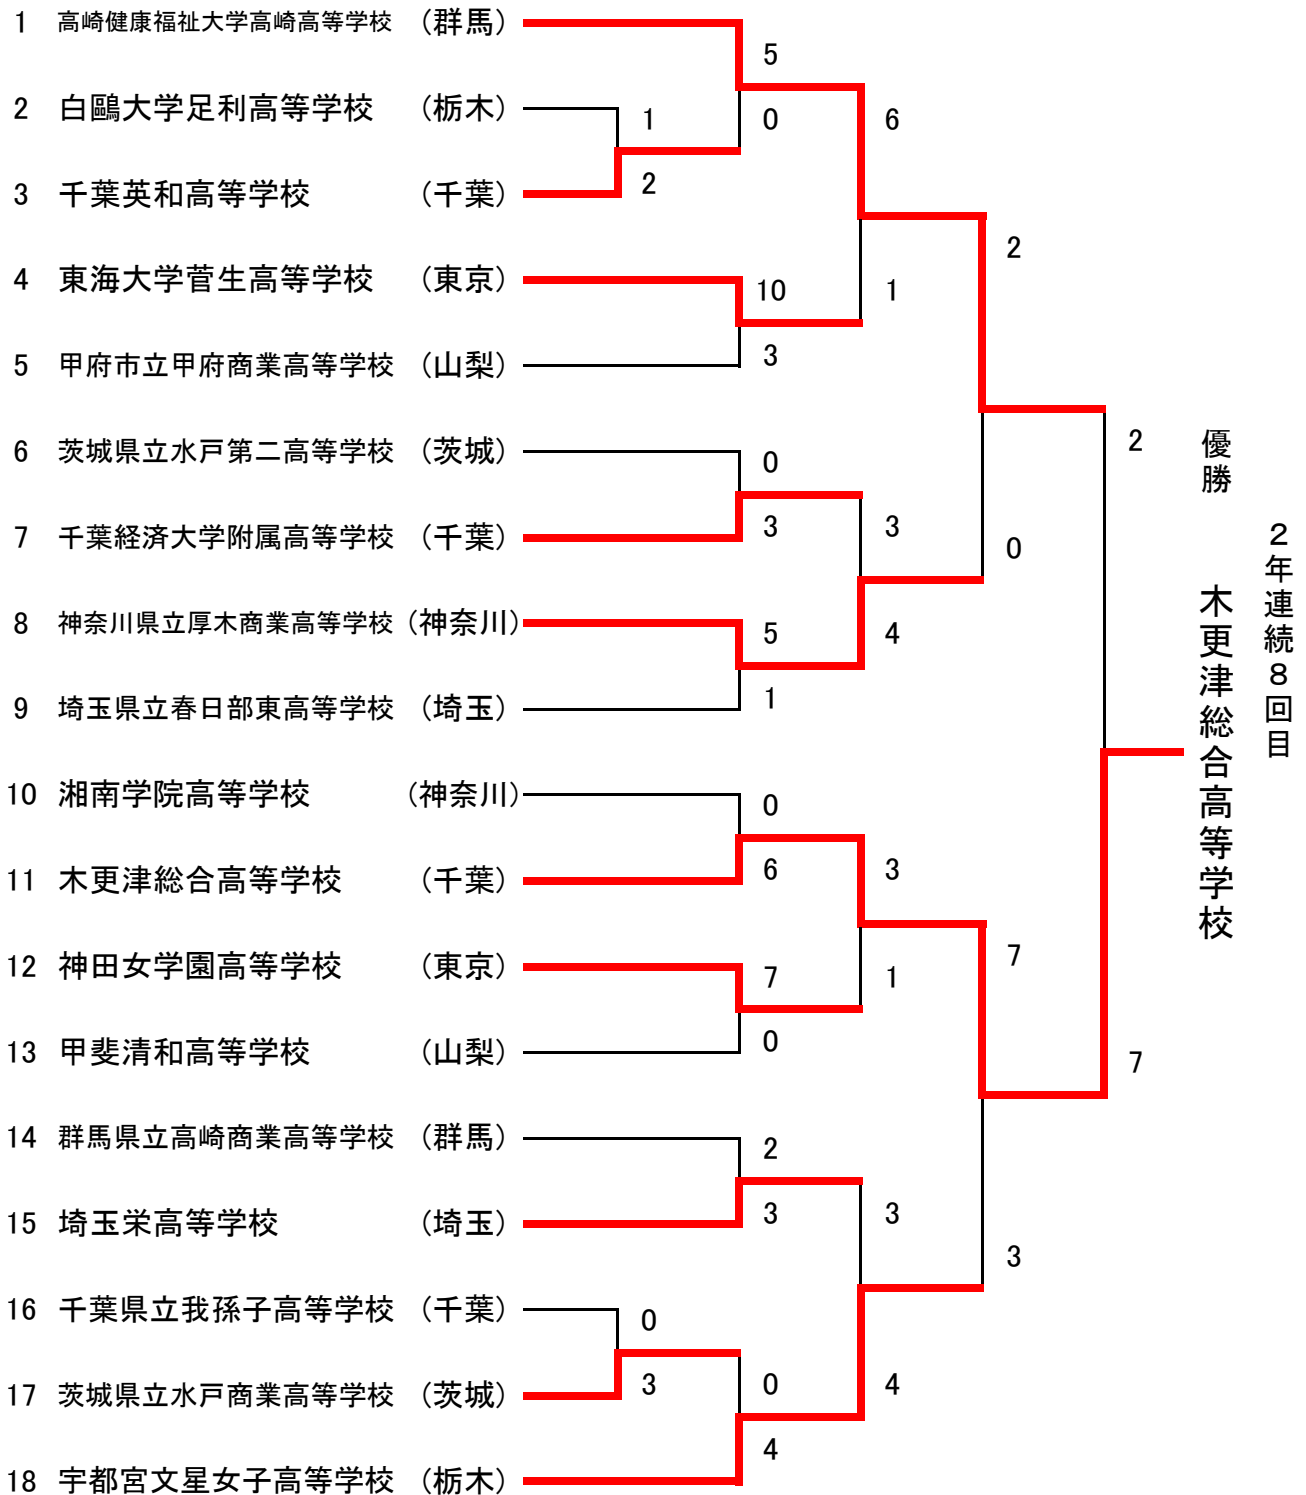 1 高崎健康福祉大学高崎高等学校 （群馬）
2 白鷗大学足利高等学校 （栃木）
3 千葉英和高等学校 （千葉）
4 東海大学菅生高等学校 （東京）
5 甲府市立甲府商業高等学校 （山梨）
6 茨城県立水戸第二高等学校 （茨城）
7 千葉経済大学附属高等学校 （千葉）
8 神奈川県立厚木商業高等学校 （神奈川）
9 埼玉県立春日部東高等学校 （埼玉）
10 湘南学院高等学校 （神奈川）
11 木更津総合高等学校 （千葉）
12 神田女学園高等学校 （東京）
13 甲斐清和高等学校 （山梨）
14 群馬県立高崎商業高等学校 （群馬）
15 埼玉栄高等学校 （埼玉）
16 千葉県立我孫子高等学校 （千葉）
17 茨城県立水戸商業高等学校 （茨城）
18 宇都宮文星女子高等学校 （栃木）
1
2
0
3
5
0
10
3
0
3
5
1
0
6
7
0
2
3
0
4
6
1
3
4
3
1
3
4
2
0
7
3
2
7
優勝 木更津総合高等学校
２年連続８回目